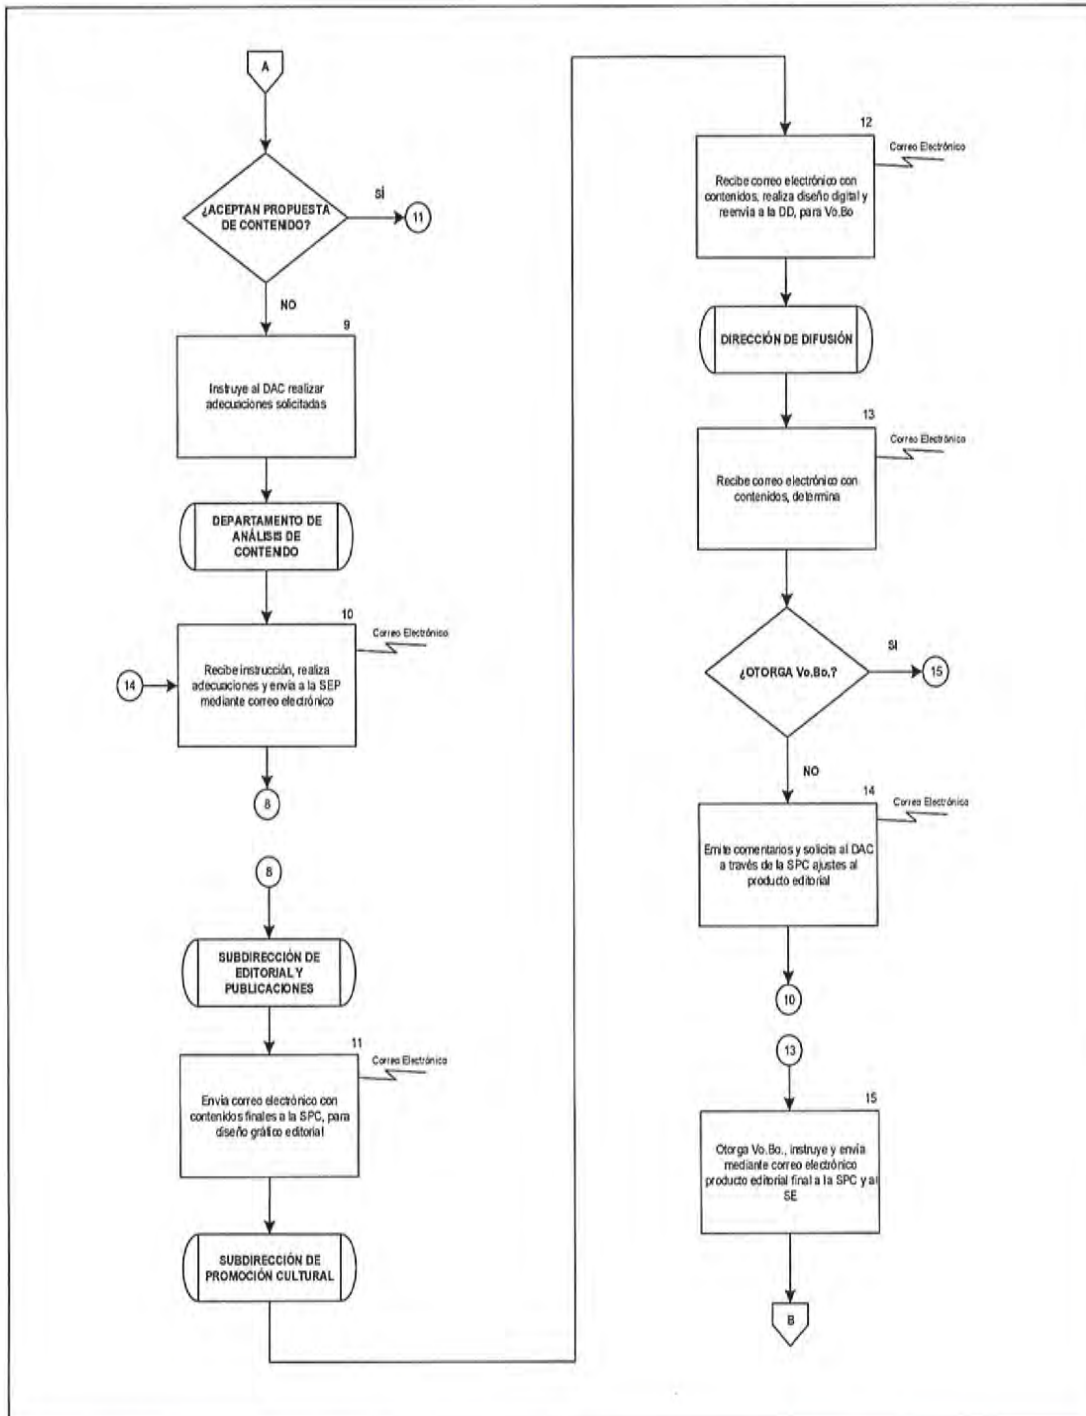 A
¿ACEPTAN PROPUESTA
DE CONTENIDO?
SÍ
11
NO
9
Instruye al DAC realizar
adecuaciones solicitadas
DEPARTAMENTO DE
ANÁLISIS DE
CONTENIDO
10
Correo Electrónico
14
Recibe instrucción, realiza
adecuaciones y envía a la SEP
mediante correo electrónico
8
8
SUBDIRECCIÓN DE
EDITORIAL Y
PUBLICACIONES
11
Correo Electrónico
Envía correo electrónico con
contenidos finales a la SPC, para
diseño gráfico editorial
SUBDIRECCIÓN DE
PROMOCIÓN CULTURAL
12
Correo Electrónico
Recibe correo electrónico con
contenidos, realiza diseño digital y
reenvía a la DD, para Vo.Bo
DIRECCIÓN DE DIFUSIÓN
13
Correo Electrónico
Recibe correo electrónico con
contenidos, determina
¿OTORGA Vo.Bo.?
SI
15
NO
14
Correo Electrónico
Emite comentarios y solicita al DAC
a través de la SPC ajustes al
producto editorial
10
13
15
Otorga Vo.Bo., instruye y envía
mediante correo electrónico
producto editorial final a la SPC y al
SE
B